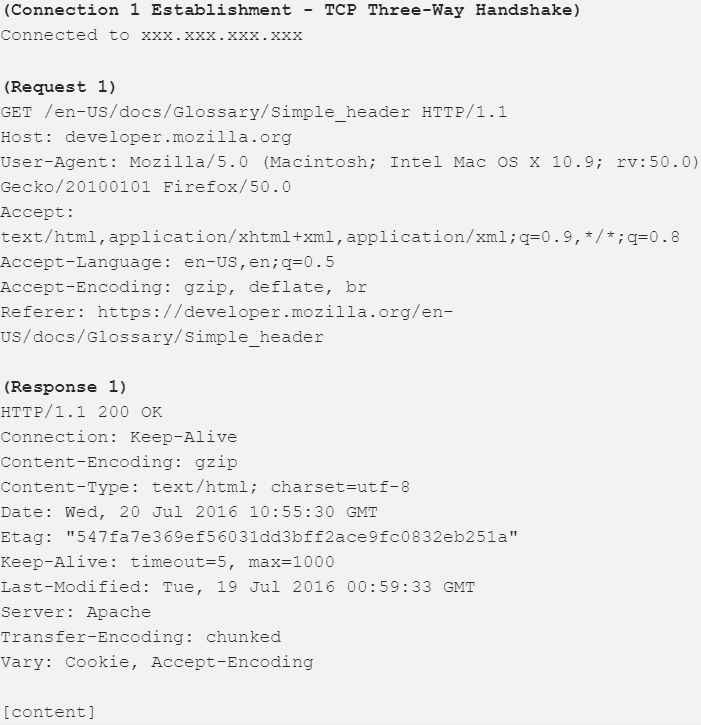 (Connection 1 Establishment - TCP Three-Way Handshake)
Connected to xxx.xxx.xxx.xxx
(Request 1)
GET /en-US/docs/Glossary/Simple_header HTTP/1.1
Host: developer.mozilla.org
User-Agent: Mozilla/5.0 (Macintosh; Intel Mac OS X 10.9; rv:50.0)
Gecko/20100101 Firefox/50.0
Accept:
text/html,application/xhtml+xml,application/xml;q=0.9,*/*;q=0.8
Accept-Language: en-US,en;q=0.5
Accept-Encoding: gzip, deflate, br
Referer: https://developer.mozilla.org/en-
US/docs/Glossary/Simple_header
(Response 1)
HTTP/1.1 200 OK
Connection: Keep-Alive
Content-Encoding: gzip
Content-Type: text/html; charset=utf-8
Date: Wed, 20 Jul 2016 10:55:30 GMT
Etag: "547fa7e369ef56031dd3bff2ace9fc0832eb251a"
Keep-Alive: timeout=5, max=1000
Last-Modified: Tue, 19 Jul 2016 00:59:33 GMT
Server: Apache
Transfer-Encoding: chunked
Vary: Cookie, Accept-Encoding
[content]